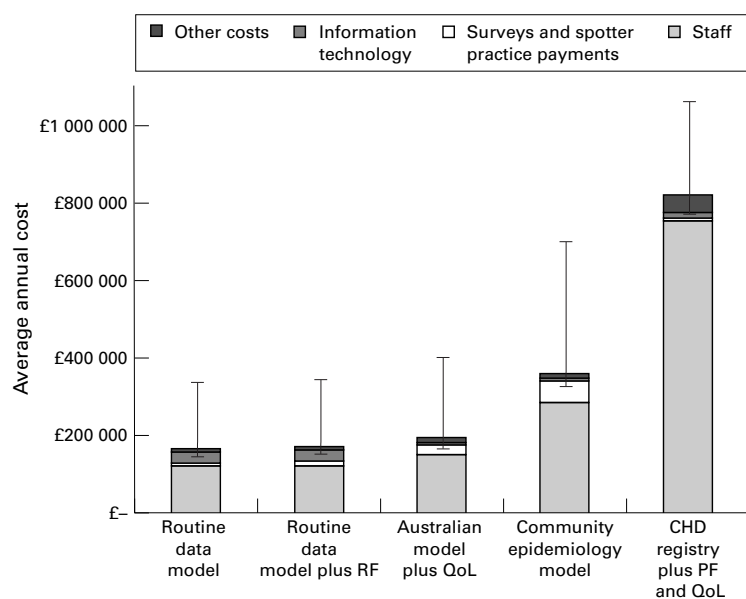 Other costs
Information
technology
Surveys and spotter
practice payments
Staff
Average annual cost
£1 000 000
£800 000
£600 000
£400 000
£200 000
£–
Routine
data
model
Routine
data
model plus RF
Australian
model
plus QoL
Community
epidemiology
model
CHD
registry
plus PF
and QoL